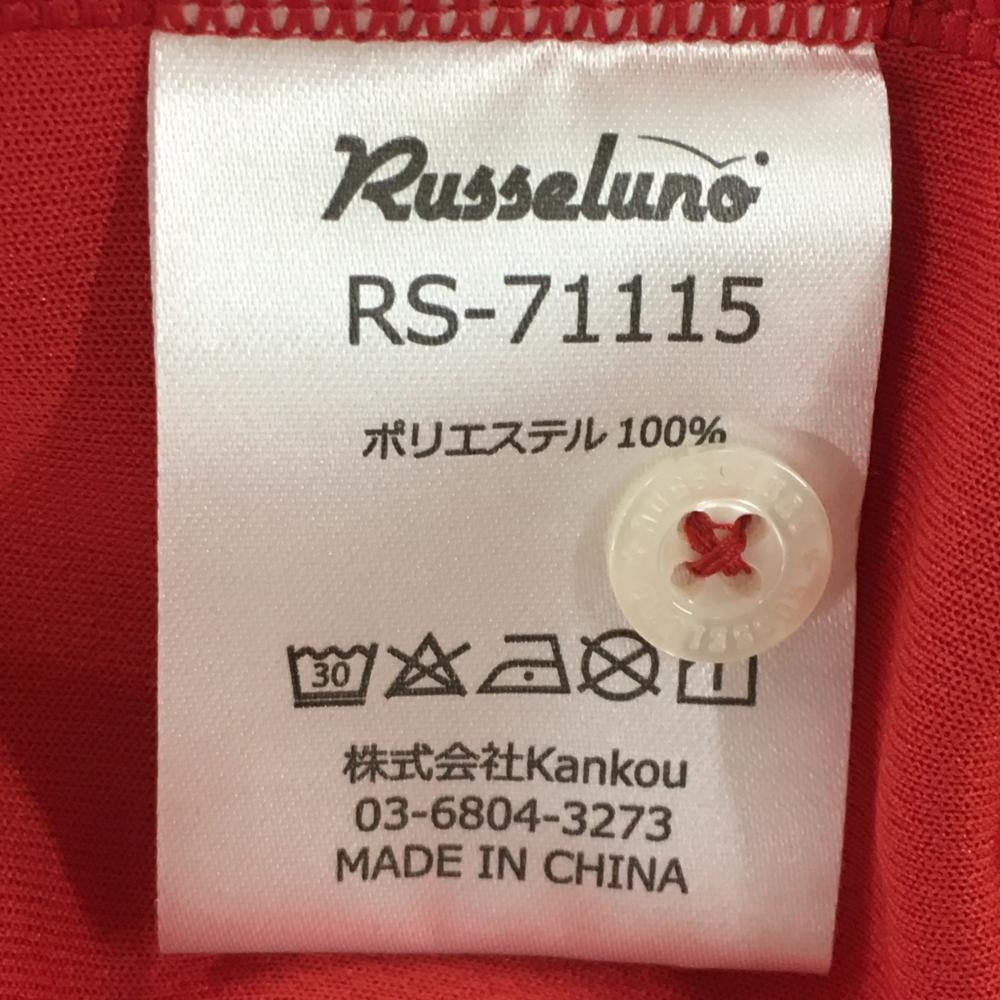 Russeluno
RS-71115
ポリエステル 100%
30
株式会社Kankou
03-6804-3273
MADE IN CHINA